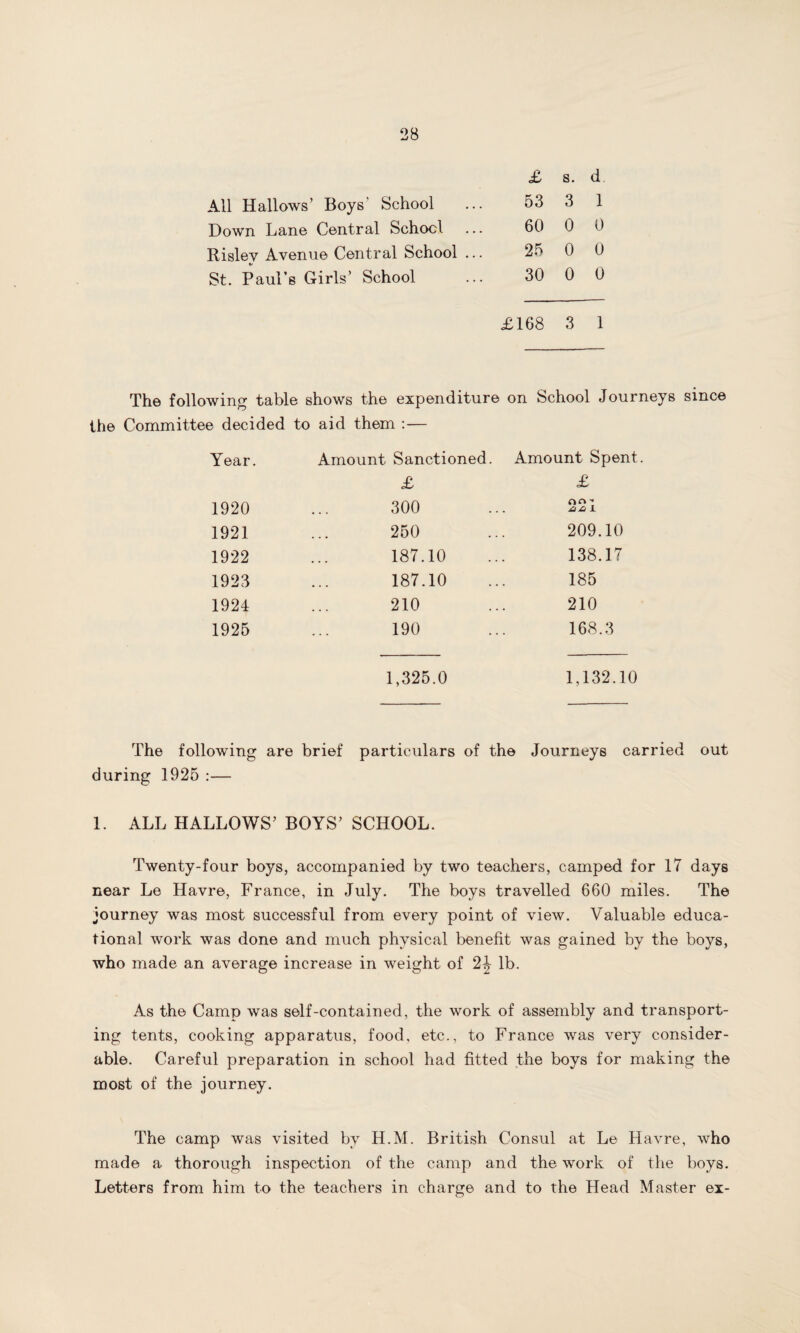 28
£ s. d.
All Hallows’ Boys’ School ... 53 3 1
Down Lane Central School ... 60 0 0
Risley Avenue Central School ... 25 0 0
St. Paul’s Girls’ School ... 30 0 0
£168 3 1
The following table shows the expenditure on School Journeys since
the Committee decided to aid them :—
Year. Amount Sanctioned. Amount Spent.
£ £
1920 ... 300 ... 221
1921 ... 250 ... 209.10
1922 ... 187.10 ... 138.17
1923 ... 187.10 ... 185
1924 ... 210 ... 210
1925 ... 190 ... 168.3
1,325.0 1,132.10
The following are brief particulars of the Journeys carried out
during 1925 :—
1. ALL HALLOWS’ BOYS’ SCHOOL.
Twenty-four boys, accompanied by two teachers, camped for 17 days
near Le Havre, France, in July. The boys travelled 660 miles. The
journey was most successful from every point of view. Valuable educa-
tional work was done and much physical benefit was gained by the boys,
who made an average increase in weight of 2½ lb.
As the Camp was self-contained, the work of assembly and transport-
ing tents, cooking apparatus, food, etc., to France was very consider-
able. Careful preparation in school had fitted the boys for making the
most of the journey.
The camp was visited by H.M. British Consul at Le Havre, who
made a thorough inspection of the camp and the work of the boys.
Letters from him to the teachers in charge and to the Head Master ex-